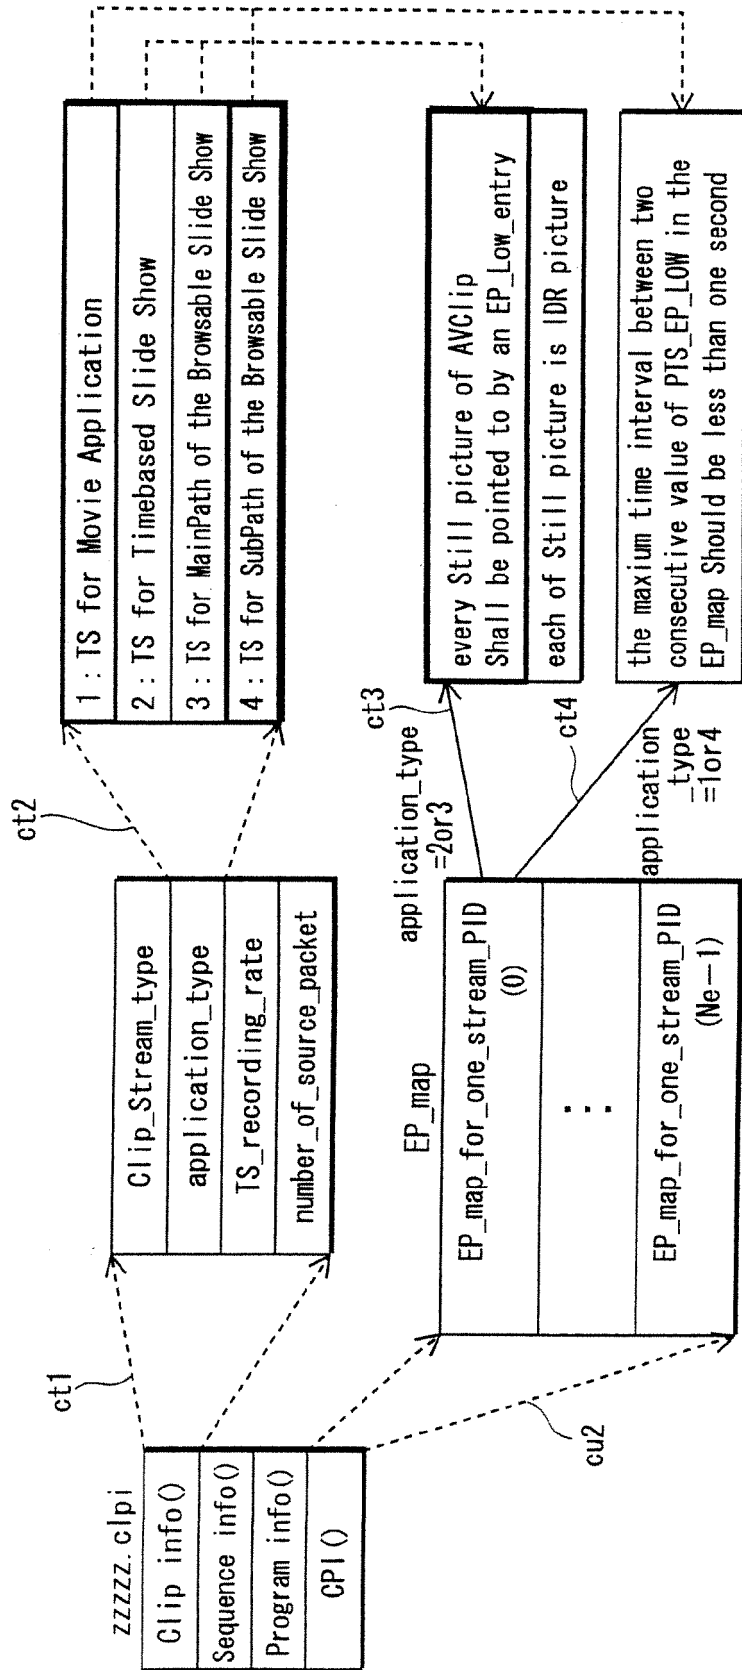 zzzzz.clpi
Clip info()
Sequence info()
Program info()
CPI()
ct1
cu2
Clip_Stream_type
application_type
TS_recording_rate
number_of_source_packet
EP_map
EP_map_for_one_stream_PID
(0)
...
EP_map_for_one_stream_PID
(Ne-1)
ct2
1:TS for Movie Application
2:TS for Timebased Slide Show
3:TS for MainPath of the Browsable Slide Show
4:TS for SubPath of the Browsable Slide Show
application_type
=2or3
ct3
ct4
application
_type
=1or4
every Still picture of AVClip
Shall be pointed to by an EP_Low_entry
each of Still picture is IDR picture
the maxium time interval between two
consecutive value of PTS_EP_LOW in the
EP_map Should be less than one second